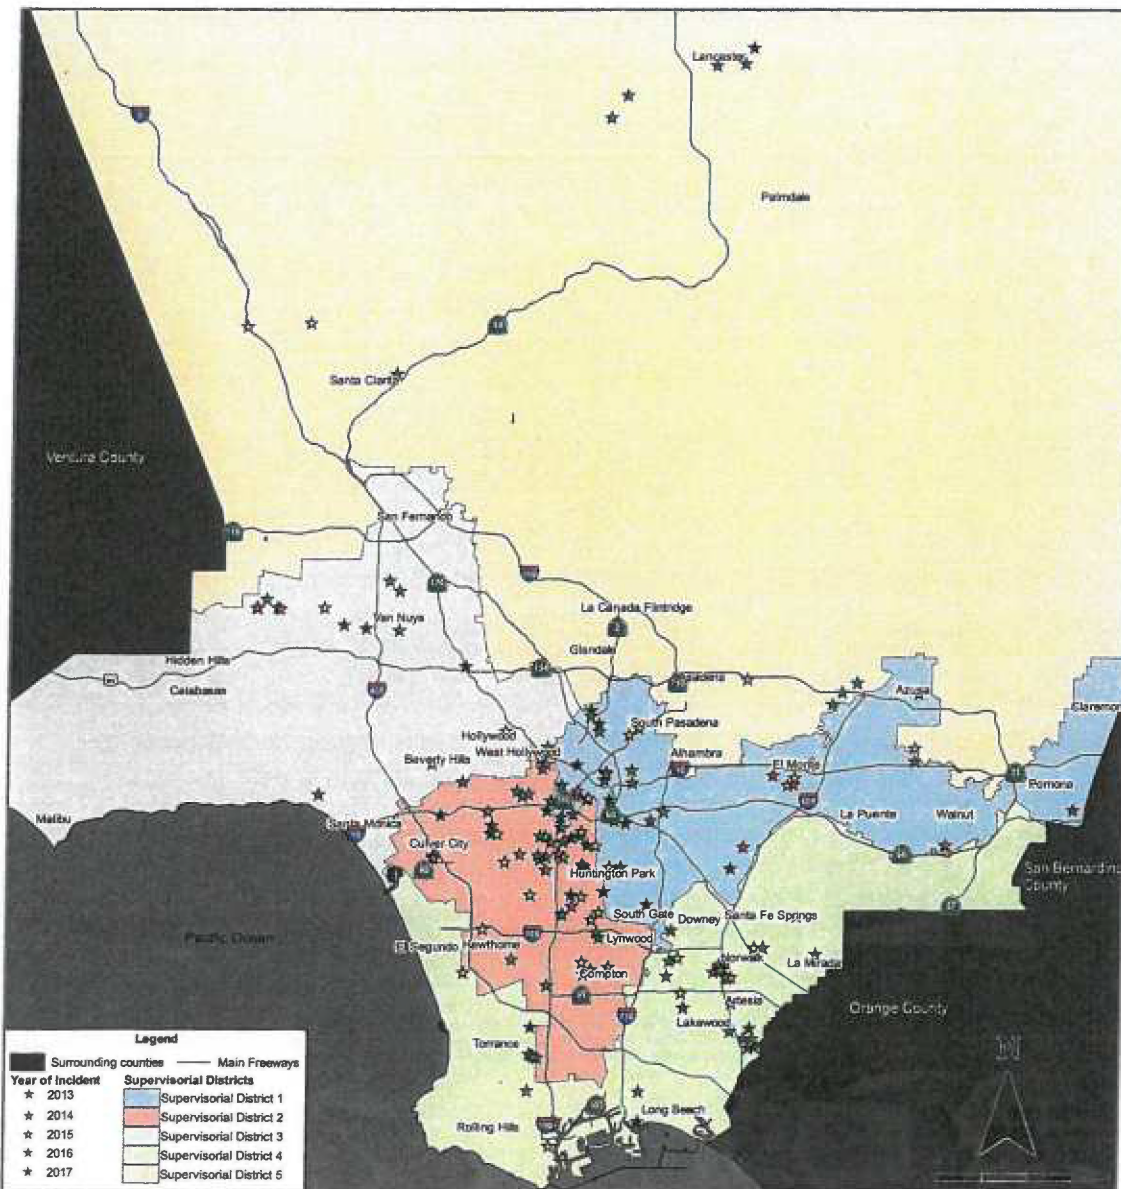 Lancaster
5
Palmdale
14
Santa Clarita
Ventura County
San Fernando
La Canada Flintridge
Van Nuys
2
Glendale
Hidden Hills
Calabasas
Azusa
Claremon
South Pasadena
Hollywood
West Hollywood
Alhambra
Beverly Hills
El Monte
Pomona
Malibu
Santa Monica
La Puente
Walnut
Culver City
Huntington Park
San Bernardino
County
South Gate
Downey
Santa Fe Springs
Pacific Ocean
El Segundo
Hawthorne
Lynwood
Norwalk
La Mirada
Compton
Artesia
Orange County
Lakewood
Torrance
Long Beach
Rolling Hills
N
Legend
Surrounding counties
Main Freeways
Year of Incident
Supervisorial Districts
2013
Supervisorial District 1
2014
Supervisorial District 2
2015
Supervisorial District 3
2016
Supervisorial District 4
2017
Supervisorial District 5